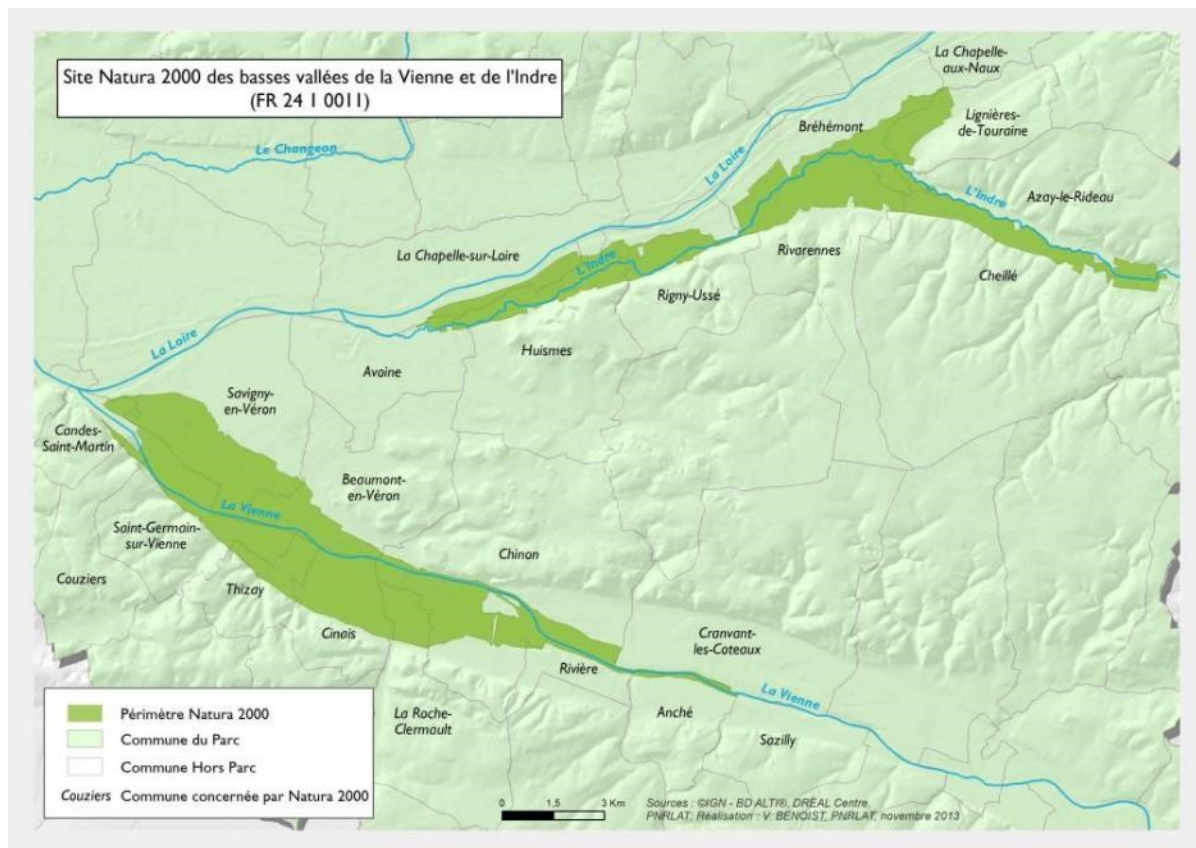 Site Natura 2000 des basses vallées de la Vienne et de l'Indre
(FR 24 1 0011)
La Chapelle-
aux-Naux
Bréhémont
Lignières-
de-Touraine
Le Changeon
La Loire
L'Indre
Azay-le-Rideau
La Chapelle-sur-Loire
Rivarennes
L'Indre
Cheillé
Rigny-Ussé
La Loire
Huismes
Avoine
Savigny-
en-Véron
Candes-
Saint-Martin
Beaumont-
en-Véron
La Vienne
Saint-Germain-
sur-Vienne
Chinon
Couziers
Thizay
Cinais
Cranvant-
les-Coteaux
Rivière
La Vienne
La Roche-
Clermault
Anché
Sazilly
Périmètre Natura 2000
Commune du Parc
Commune Hors Parc
Couziers Commune concernée par Natura 2000
0 1,5 3 Km
Sources : ©IGN - BD ALTI®, DREAL Centre,
PNRLAT, Réalisation : V. BENOIST, PNRLAT, novembre 2013